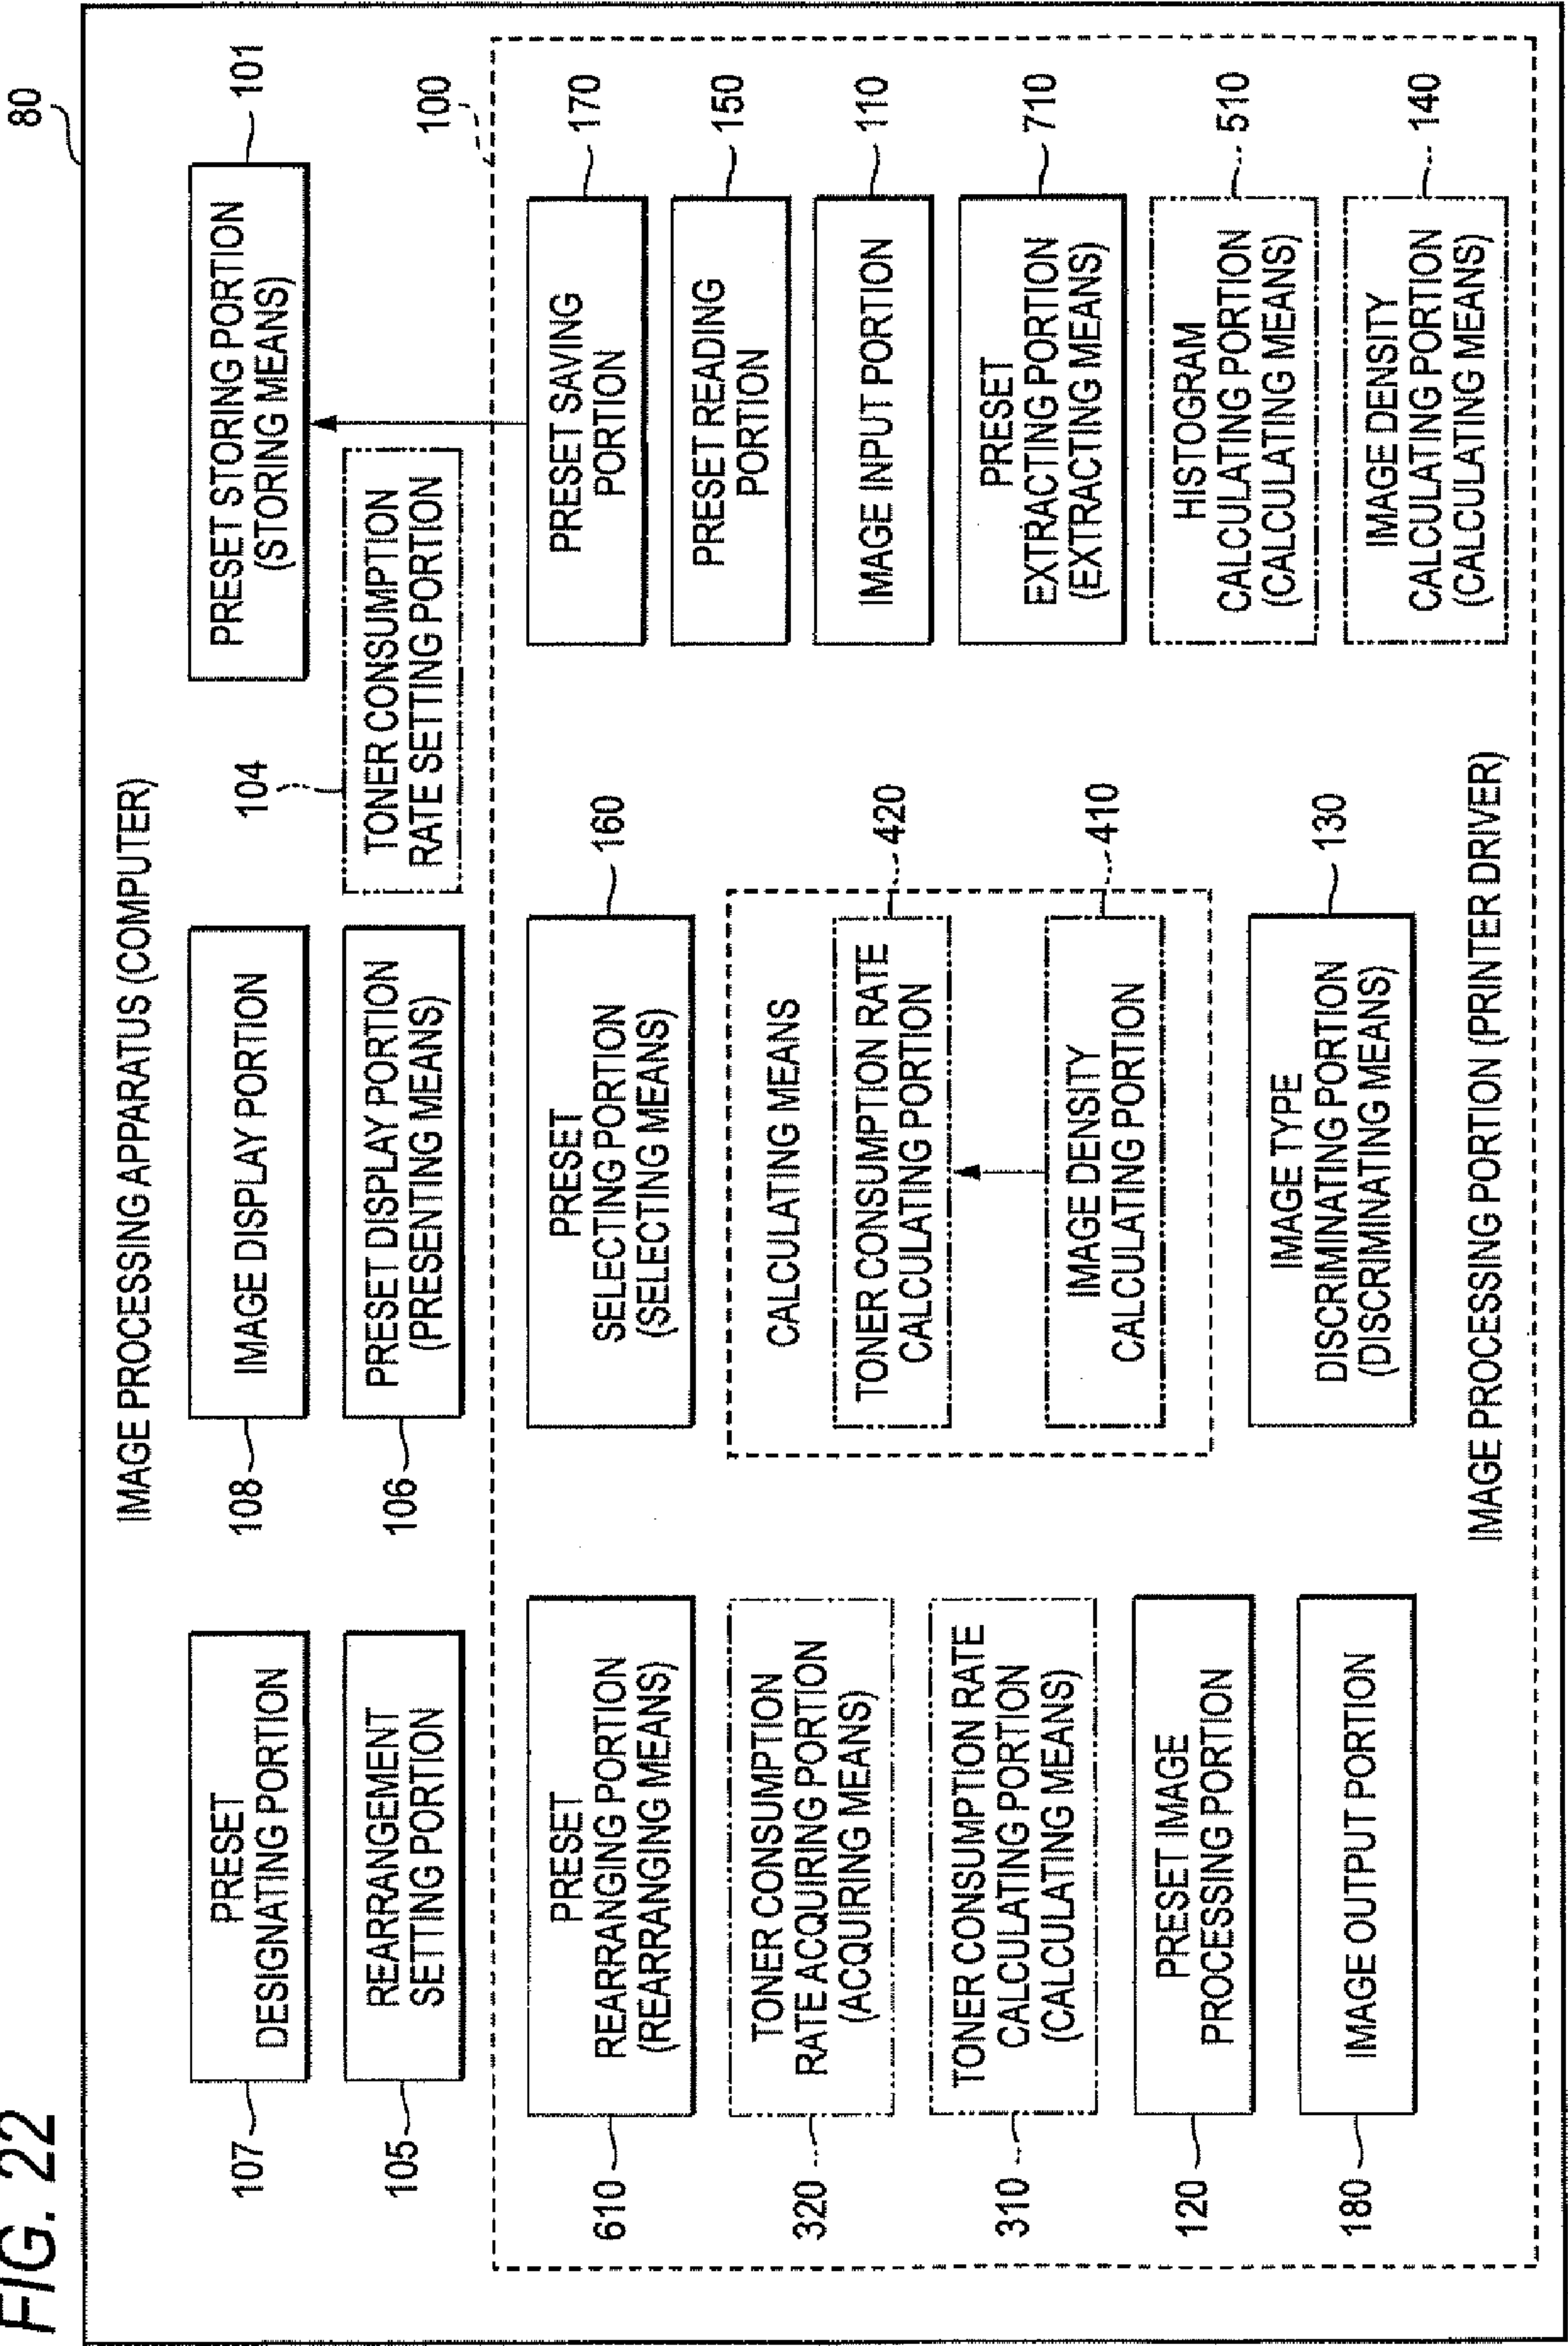 FIG. 22
80
IMAGE PROCESSING APPARATUS (COMPUTER)
107
PRESET
DESIGNATING PORTION
108
IMAGE DISPLAY PORTION
PRESET STORING PORTION
(STORING MEANS)
101
105
REARRANGEMENT
SETTING PORTION
106
PRESET DISPLAY PORTION
(PRESENTING MEANS)
104
TONER CONSUMPTION
RATE SETTING PORTION
100
610
PRESET
REARRANGING PORTION
(REARRANGING MEANS)
320
TONER CONSUMPTION
RATE ACQUIRING PORTION
(ACQUIRING MEANS)
310
TONER CONSUMPTION RATE
CALCULATING PORTION
(CALCULATING MEANS)
120
PRESET IMAGE
PROCESSING PORTION
180
IMAGE OUTPUT PORTION
PRESET
SELECTING PORTION
(SELECTING MEANS)
160
CALCULATING MEANS
TONER CONSUMPTION RATE
CALCULATING PORTION
420
IMAGE DENSITY
CALCULATING PORTION
410
IMAGE TYPE
DISCRIMINATING PORTION
(DISCRIMINATING MEANS)
130
PRESET SAVING
PORTION
170
PRESET READING
PORTION
150
IMAGE INPUT PORTION
110
PRESET
EXTRACTING PORTION
(EXTRACTING MEANS)
710
HISTOGRAM
CALCULATING PORTION
(CALCULATING MEANS)
510
IMAGE DENSITY
CALCULATING PORTION
(CALCULATING MEANS)
140
IMAGE PROCESSING PORTION (PRINTER DRIVER)